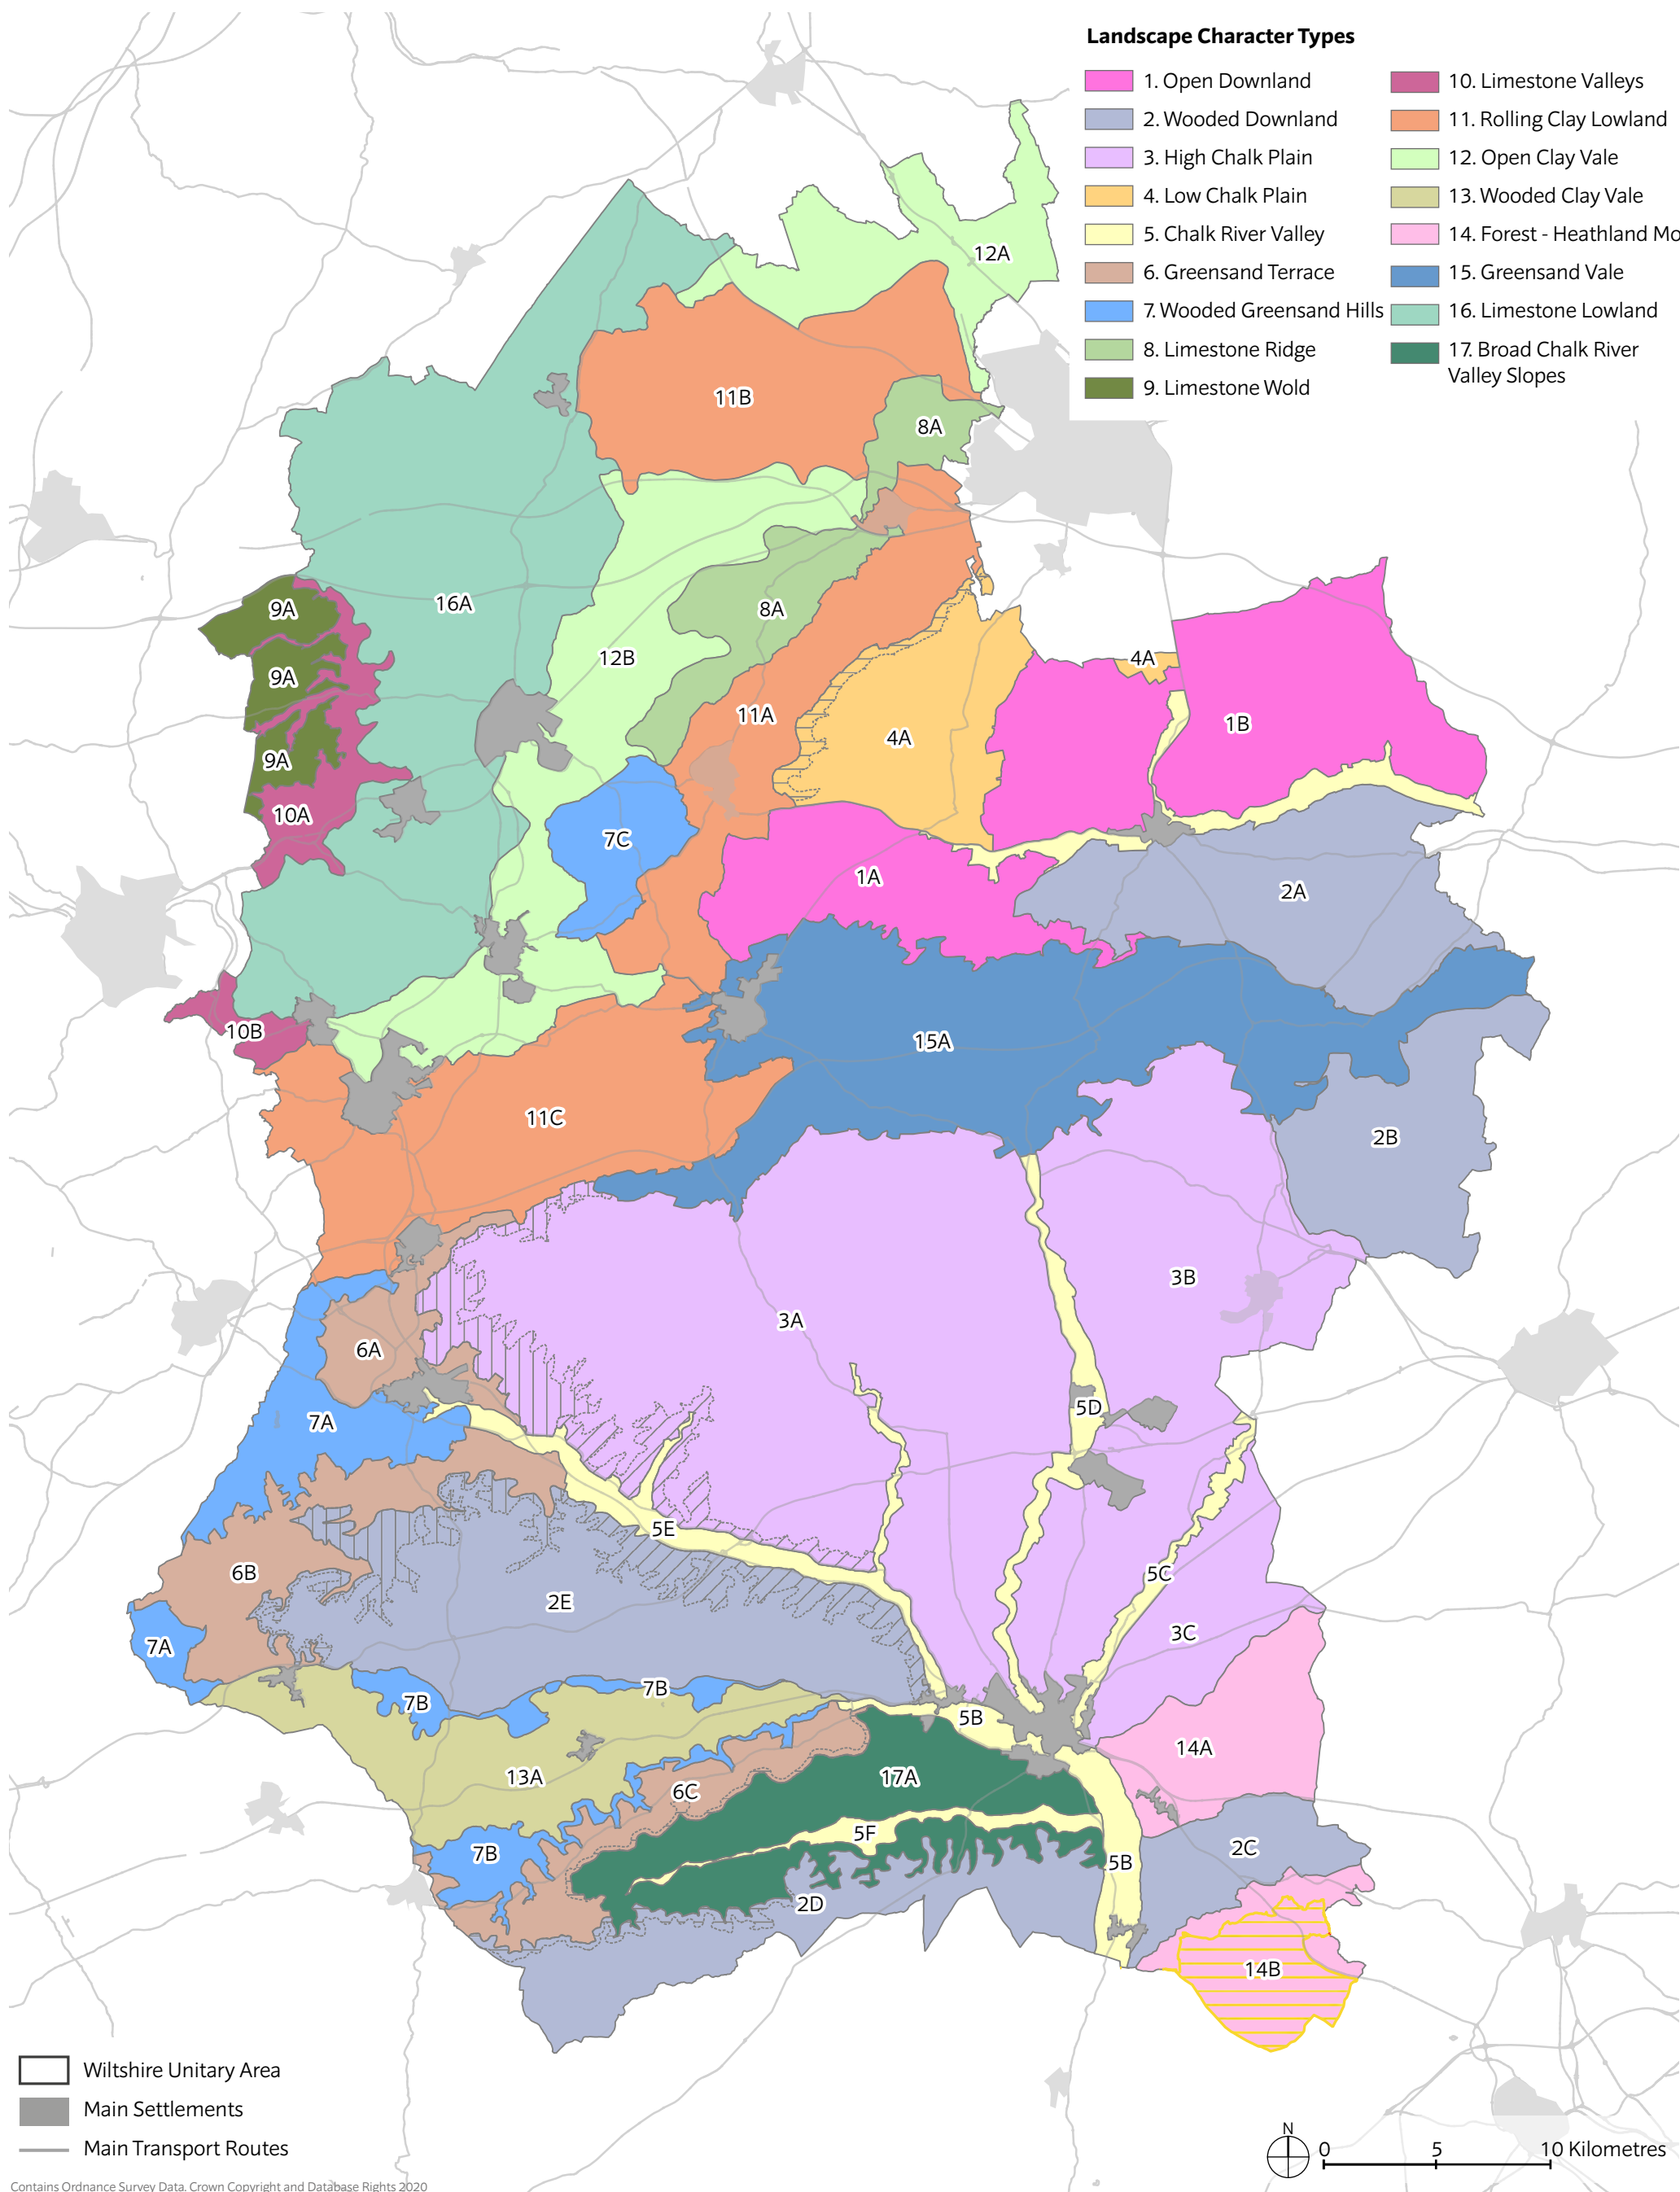 Landscape Character Types
1. Open Downland
2. Wooded Downland
3. High Chalk Plain
4. Low Chalk Plain
5. Chalk River Valley
6. Greensand Terrace
7. Wooded Greensand Hills
8. Limestone Ridge
9. Limestone Wold
10. Limestone Valleys
11. Rolling Clay Lowland
12. Open Clay Vale
13. Wooded Clay Vale
14. Forest - Heathland Mo
15. Greensand Vale
16. Limestone Lowland
17. Broad Chalk River
Valley Slopes
12A
11B
8A
9A
16A
8A
12B
4A
9A
11A
1B
4A
9A
10A
7C
1A
2A
10B
15A
11C
2B
3B
3A
6A
5D
7A
5E
6B
5C
2E
3C
7A
7B
7B
5B
14A
13A
17A
6C
5F
2C
7B
5B
2D
14B
Wiltshire Unitary Area
Main Settlements
Main Transport Routes
N
0 5 10 Kilometres
Contains Ordnance Survey Data. Crown Copyright and Database Rights 2020